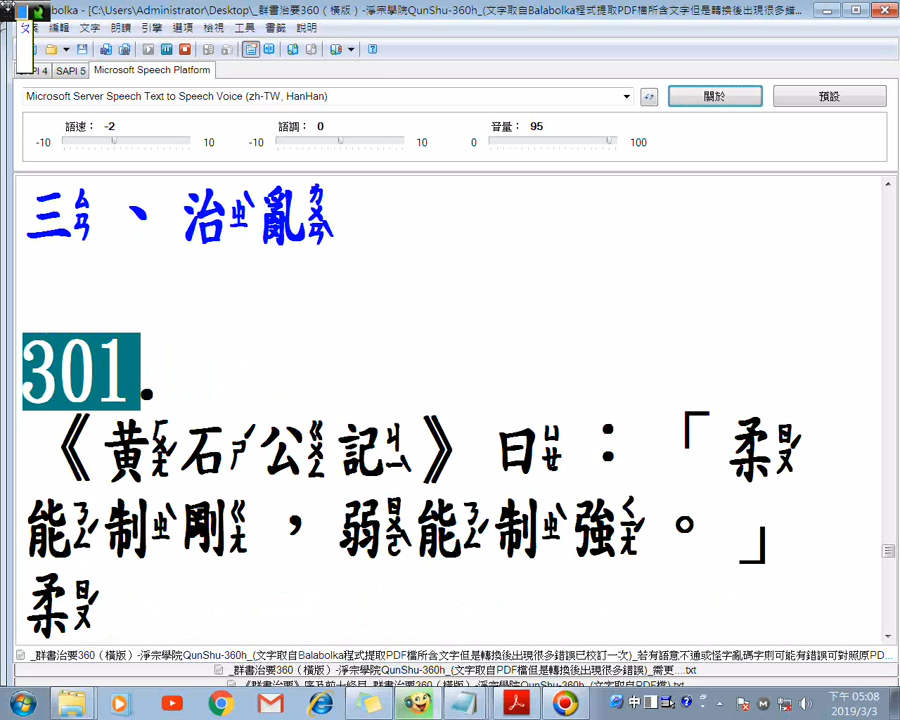 bolka - [C:\Users\Administrator\Desktop\_群書治要360（橫版）-淨宗學院QunShu-360h_(文字取自Balabolka程式提取PDF檔所含文字但是轉換後出現很多錯...
編輯 文字 朗讀 引擎 選項 檢視 工具 書籤 說明
PI 4 SAPI 5 Microsoft Speech Platform
Microsoft Server Speech Text to Speech Voice (zh-TW, HanHan) 關於 預設
語速： -2 語調： 0 音量： 95
-10 10 -10 10 0 100
三ㄙㄢ、治ㄓˋ亂ㄌㄨㄢˋ
301.
《黄ㄏㄨㄤˊ石ㄕˊ公ㄍㄨㄥ記ㄐㄧˋ》曰ㄩㄝ：「柔ㄖㄡˊ
能ㄋㄥˊ制ㄓˋ剛ㄍㄤ，弱ㄖㄨㄛˋ能ㄋㄥˊ制ㄓˋ強ㄑㄧㄤˊ。」
柔ㄖㄡˊ
_群書治要360（橫版）-淨宗學院QunShu-360h_(文字取自Balabolka程式提取PDF檔所含文字但是轉換後出現很多錯誤已校訂一次)_若有語意不通或怪字亂碼字則可能有錯誤可對照原PD...
_群書治要360（橫版）-淨宗學院QunShu-360h_(文字取自PDF檔但是轉換後出現很多錯誤)_需更....txt
中
下午 05:08
2019/3/3